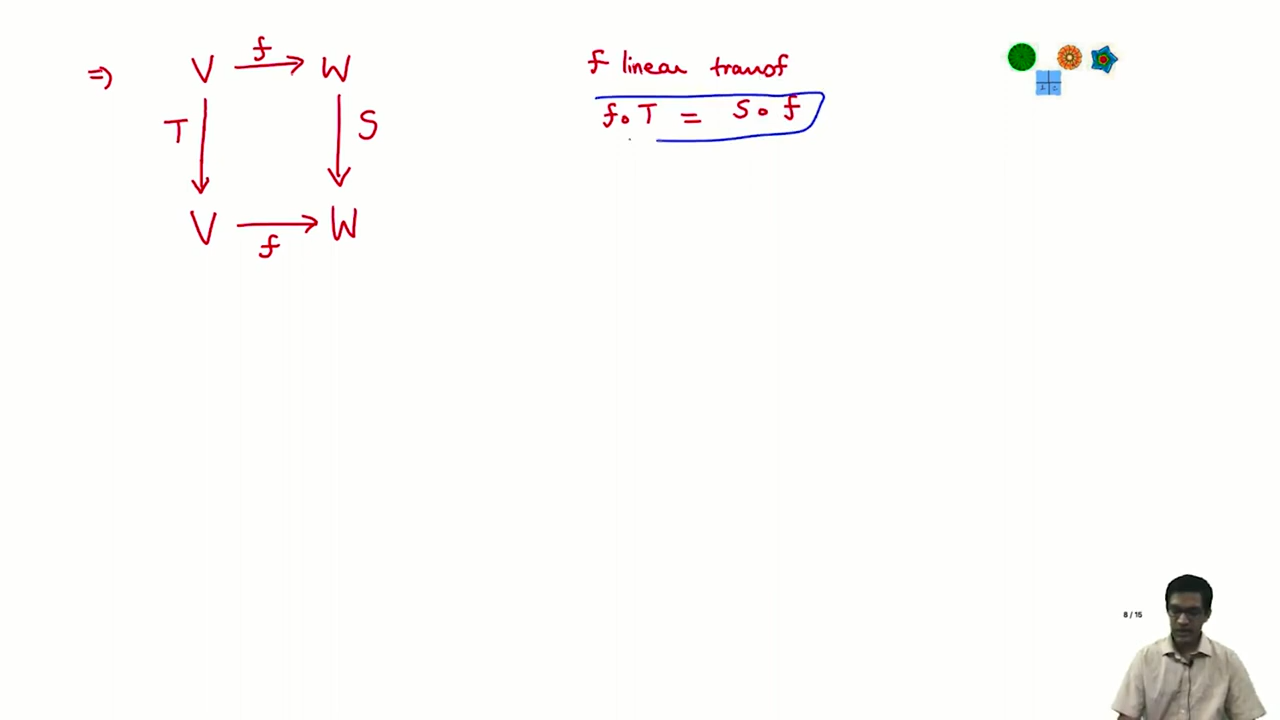 ⇒ V f→ W
T S
V f→ W
f linear transf
f∘T = S∘f
8 / 15